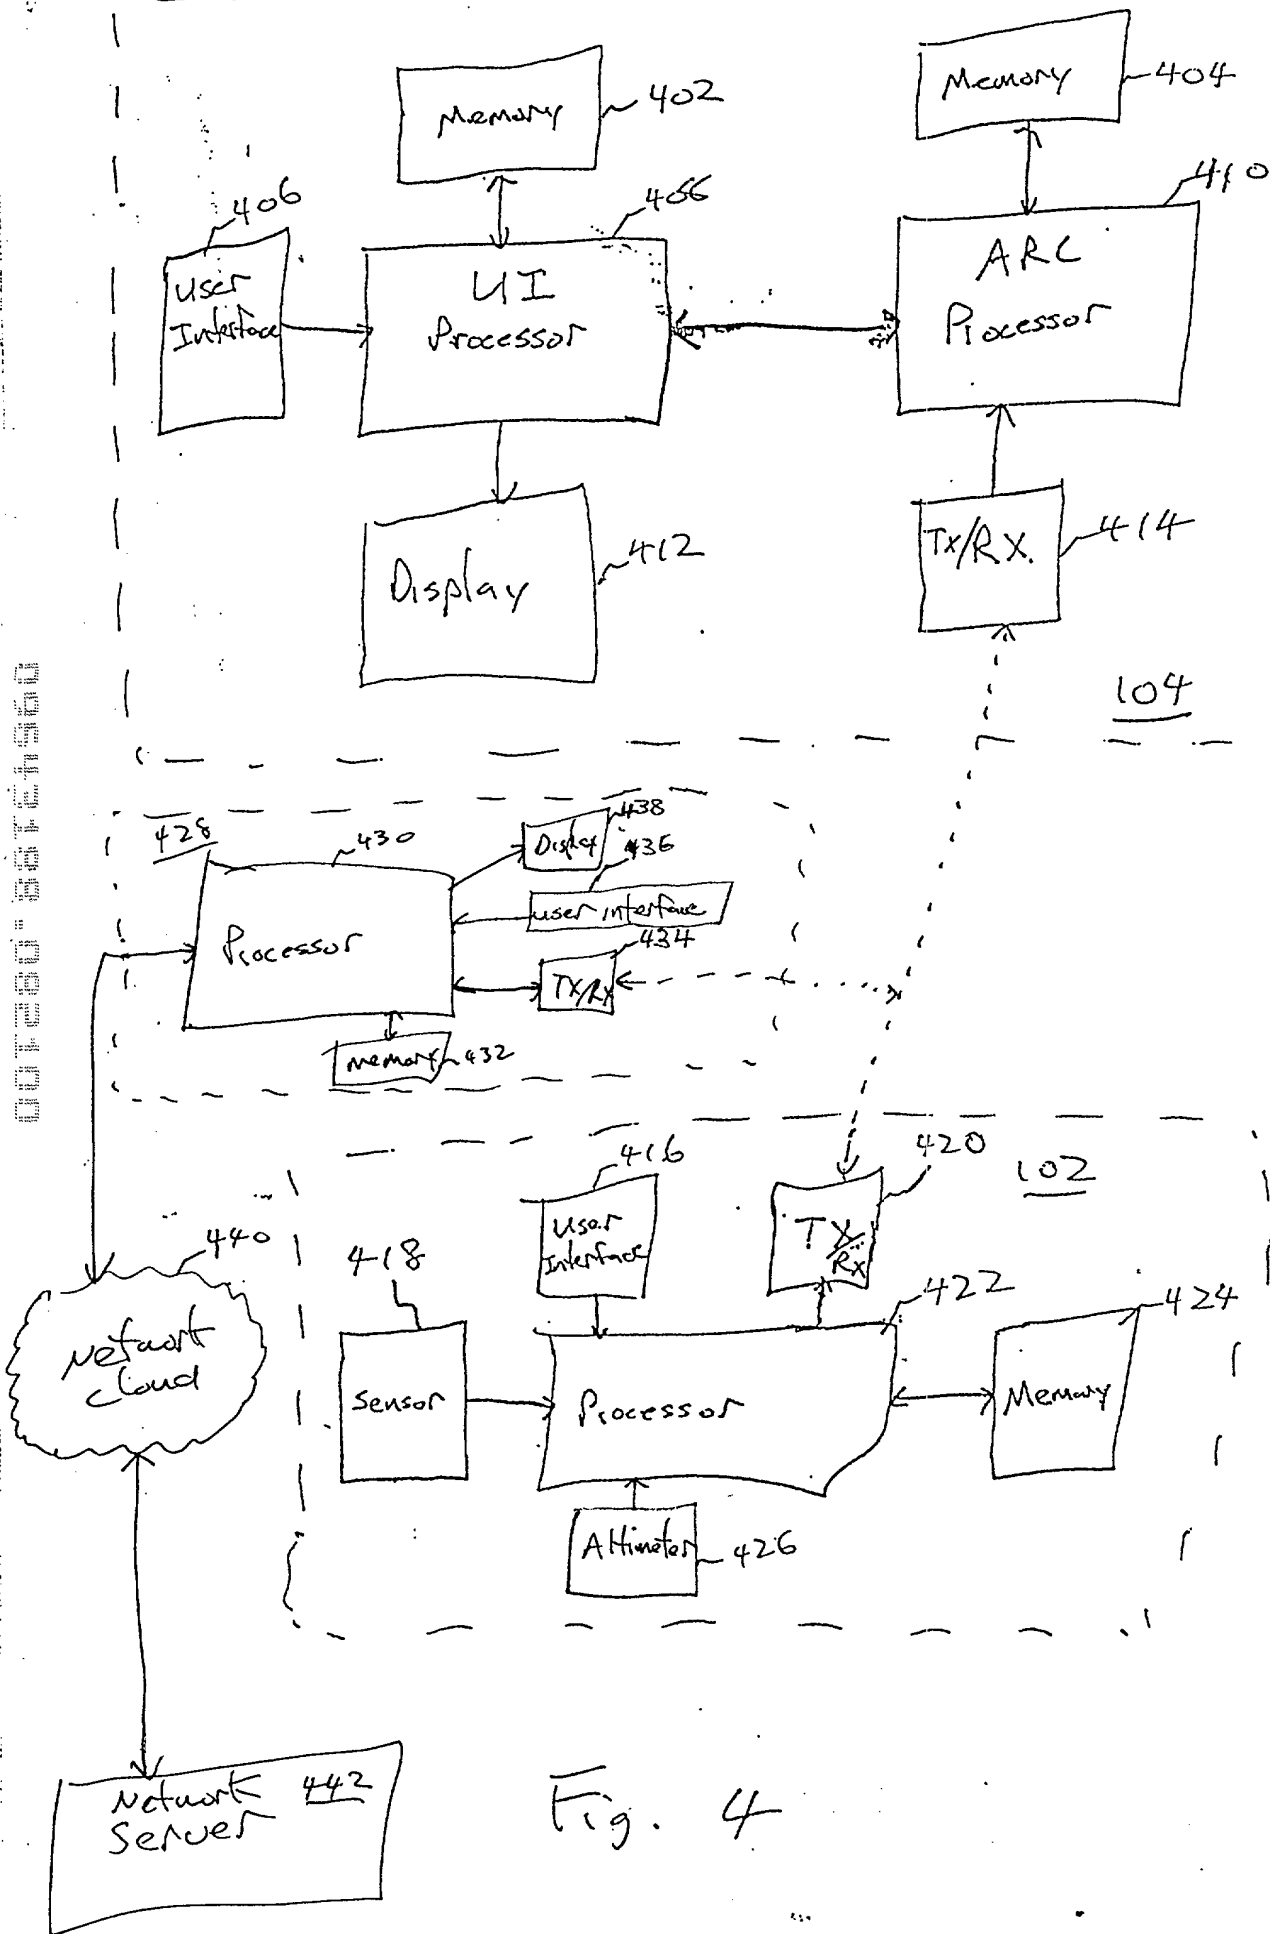 Memory
402
Memory
404
406
User
Interface
UI
Processor
ARC
Processor
410
Display
412
TX/RX.
414
104
428
430
Processor
Display
438
436
user interface
434
TX/RX
memory
432
440
Network
cloud
416
User
Interface
TX/
RX
420
102
418
Sensor
Processor
422
Memory
424
Altimeter
426
Network
Server
442
Fig. 4